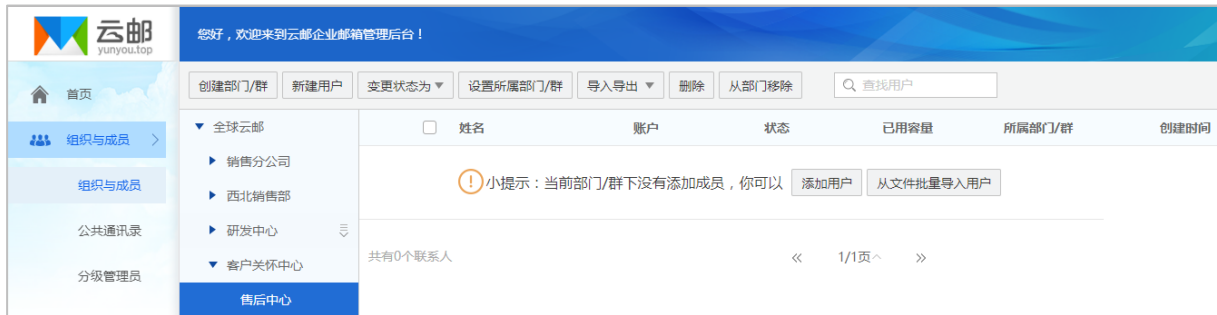 云邮
yunyou.top
您好，欢迎来到云邮企业邮箱管理后台！
首页
组织与成员
组织与成员
公共通讯录
分级管理员
创建部门/群 新建用户 变更状态为 设置所属部门/群 导入导出 删除 从部门移除 查找用户
全球云邮
销售分公司
西北销售部
研发中心
客户关怀中心
售后中心
姓名 账户 状态 已用容量 所属部门/群 创建时间
小提示：当前部门/群下没有添加成员，你可以 添加用户 从文件批量导入用户
共有0个联系人 1/1页